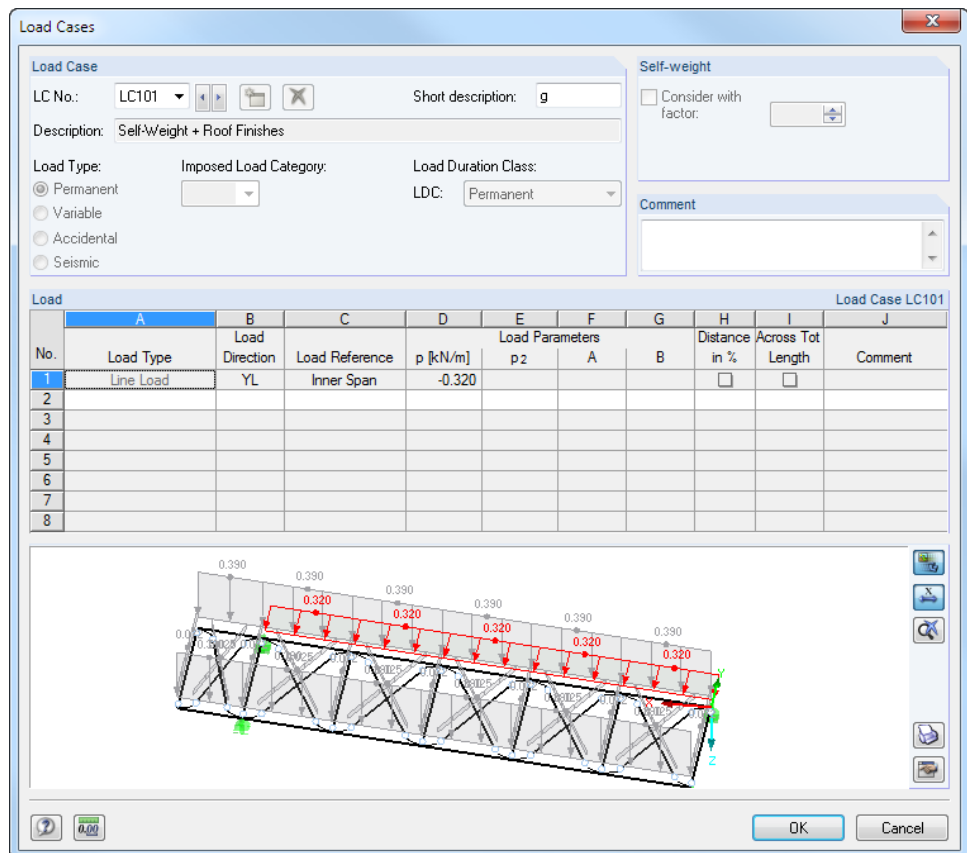 Load Cases
Load Case
LC No.: LC101 Short description: g
Description: Self-Weight + Roof Finishes
Load Type: Imposed Load Category: Load Duration Class:
Permanent
LDC: Permanent
Variable
Accidental
Seismic
Self-weight
Consider with
factor:
Comment
Load Load Case LC101
A B C D E F G H I J
Load Load Parameters Distance Across Tot
No. Load Type Direction Load Reference p [kN/m] p 2 A B in % Length Comment
1 Line Load YL Inner Span -0.320
2
3
4
5
6
7
8
0.390
0.390
0.320
0.390
0.320
0.390
0.320
0.390
0.320
0.390
0.320
Y
X
Z
X
0.00
OK Cancel